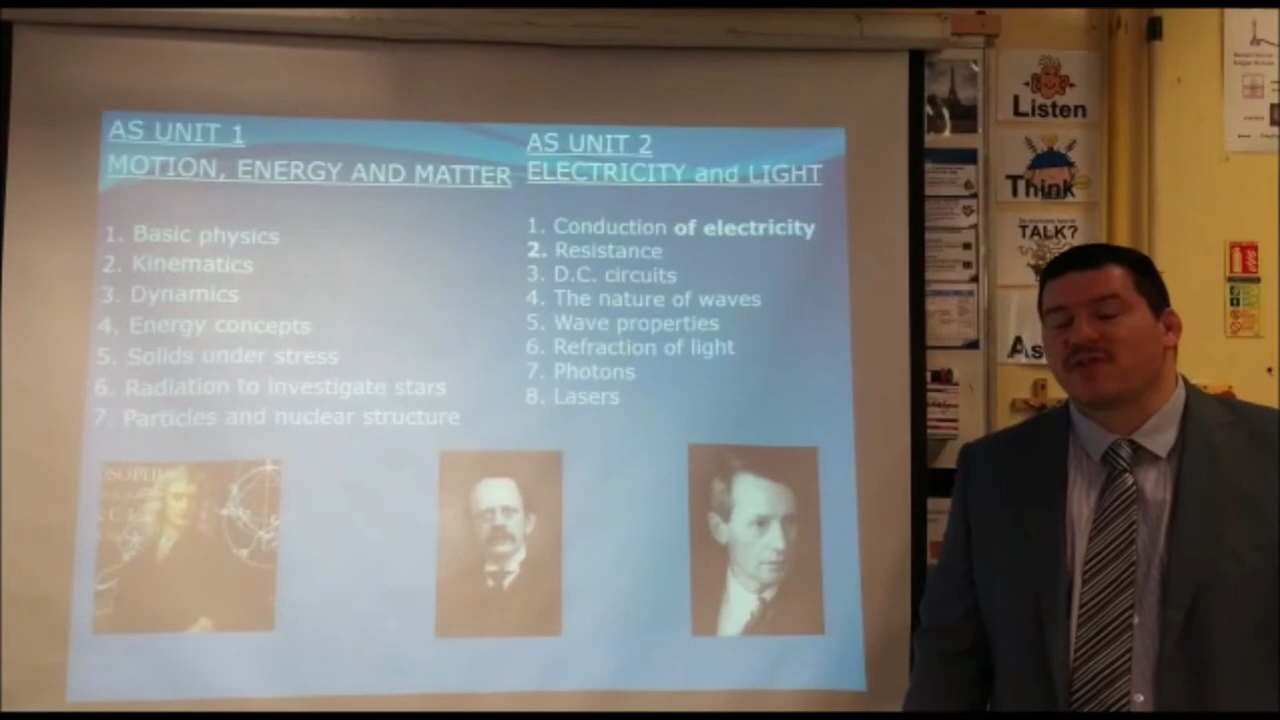 AS UNIT 1
MOTION, ENERGY AND MATTER
1. Basic physics
2. Kinematics
3. Dynamics
4. Energy concepts
5. Solids under stress
6. Radiation to investigate stars
7. Particles and nuclear structure
AS UNIT 2
ELECTRICITY and LIGHT
1. Conduction of electricity
2. Resistance
3. D.C. circuits
4. The nature of waves
5. Wave properties
6. Refraction of light
7. Photons
8. Lasers
Listen
Think
TALK?
As